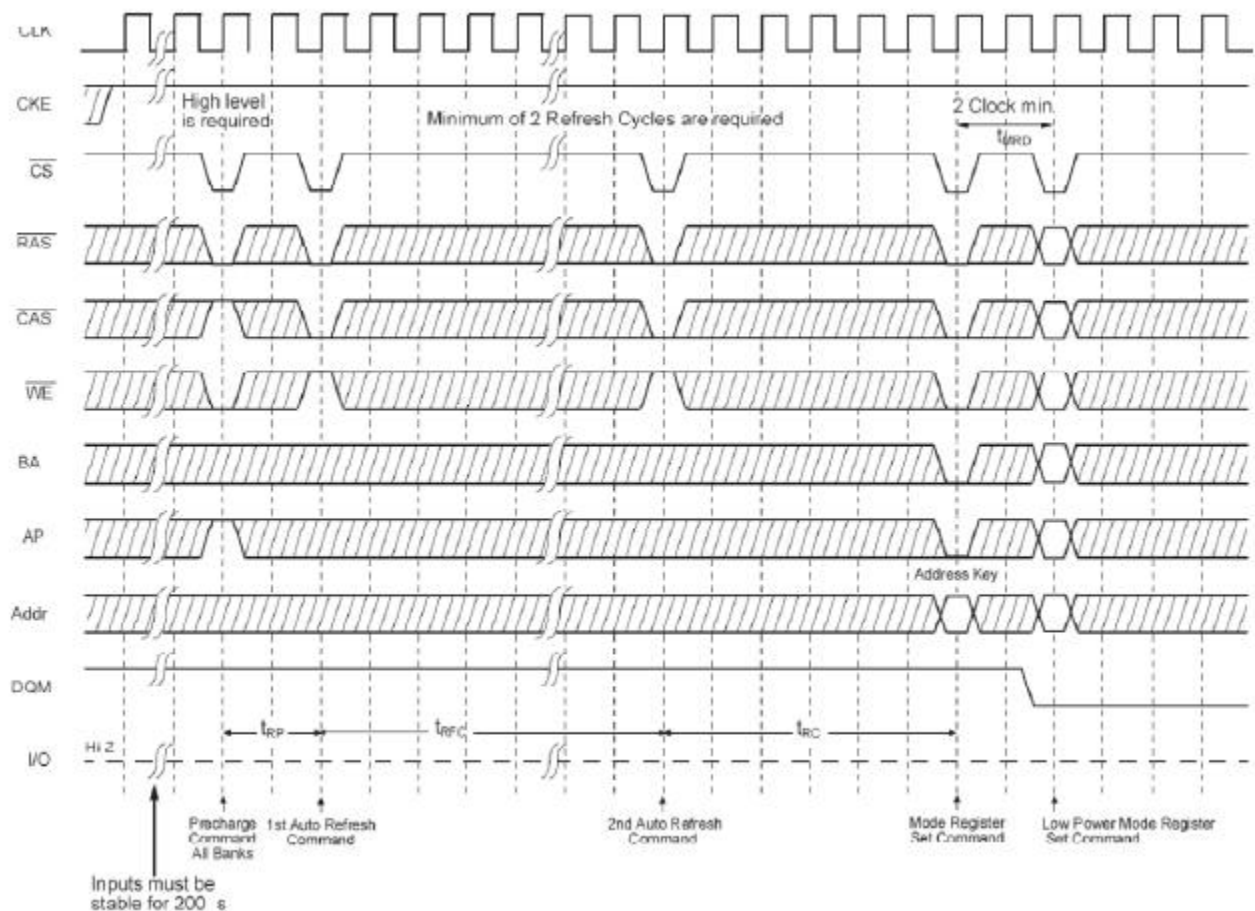 CLK
CKE
High level
is required
Minimum of 2 Refresh Cycles are required
2 Clock min.
tMRD
CS
RAS
CAS
WE
BA
AP
Address Key
Addr
DQM
tRP
tRFC
tRC
Hi Z
I/O
Precharge
Command
All Banks
1st Auto Refresh
Command
2nd Auto Refresh
Command
Mode Register
Set Command
Low Power Mode Register
Set Command
Inputs must be
stable for 200 s